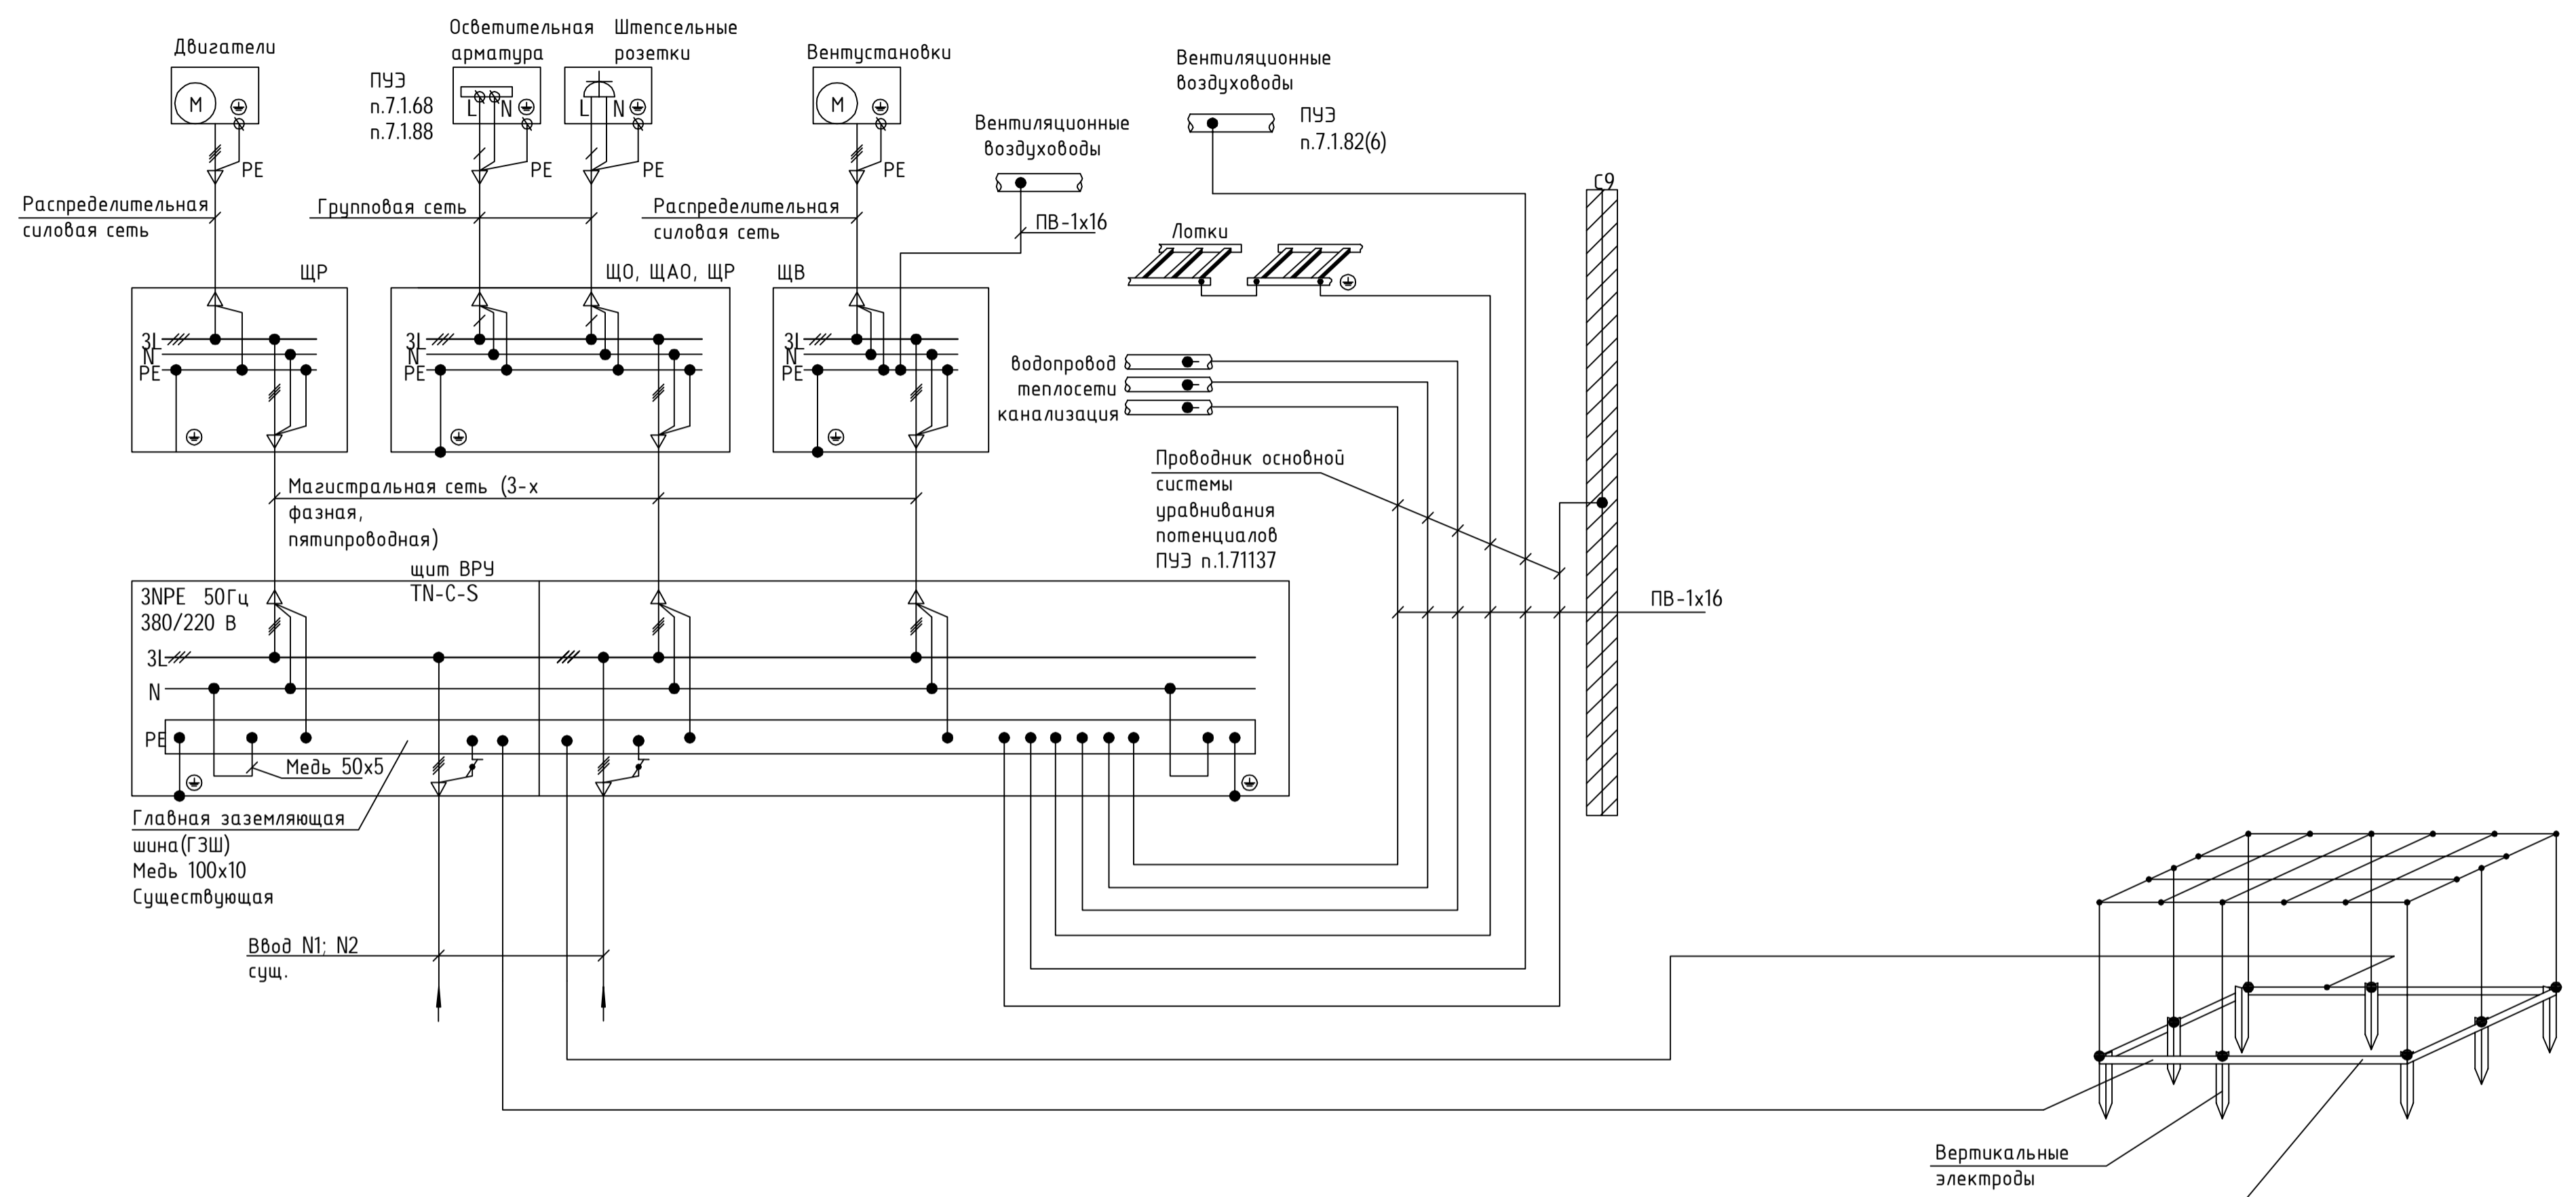 Двигатели
ПУЭ
п.7.1.68
п.7.1.88
Осветительная
арматура
Штепсельные
розетки
Вентустановки
Вентиляционные
воздуховоды
Вентиляционные
воздуховоды
ПУЭ
п.7.1.82(6)
M
L N
L N
M
PE
PE
PE
PE
Распределительная
силовая сеть
Групповая сеть
Распределительная
силовая сеть
ПВ-1х16
Лотки
С9
ЩР
ЩО, ЩАО, ЩР
ЩВ
3L
N
PE
3L
N
PE
3L
N
PE
водопровод
теплосети
канализация
Магистральная сеть (3-х
фазная,
пятипроводная)
Проводник основной
системы
уравнивания
потенциалов
ПУЭ п.1.71137
ПВ-1х16
щит ВРУ
TN-C-S
3NPE 50Гц
380/220 В
3L
N
PE
Медь 50х5
Главная заземляющая
шина(ГЗШ)
Медь 100х10
Существующая
Ввод N1; N2
сущ.
Вертикальные
электроды